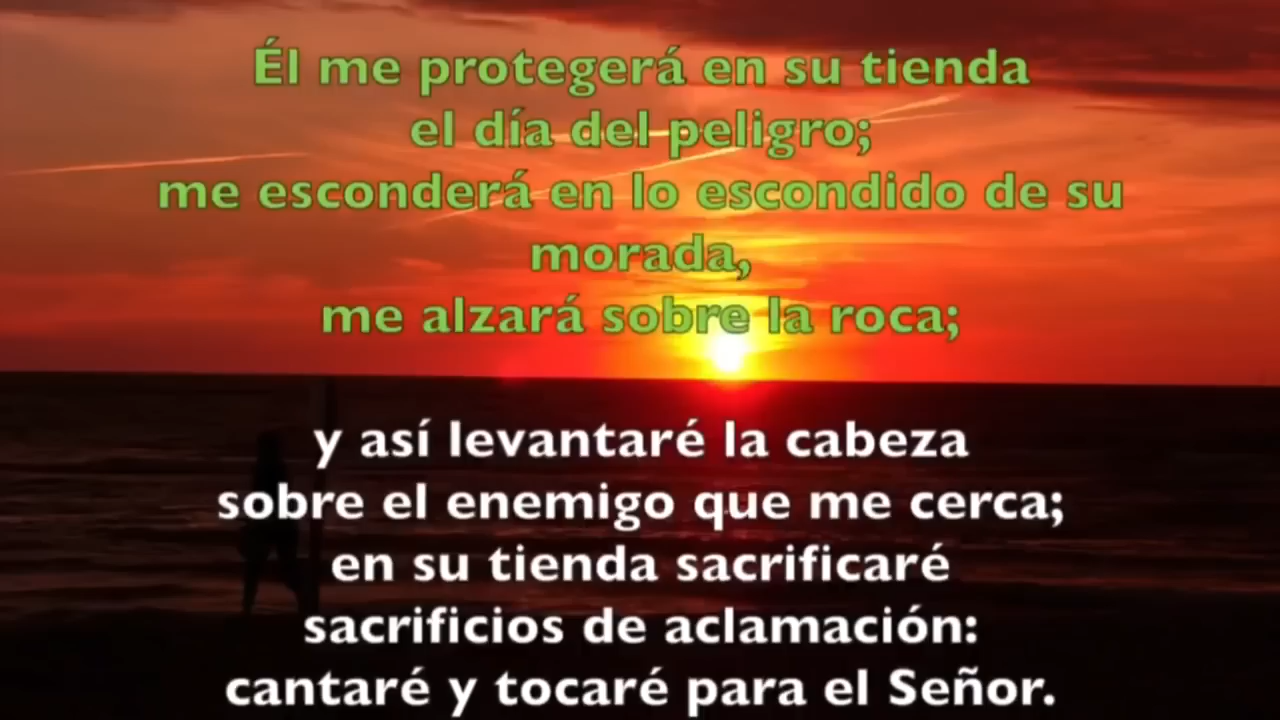 Él me protegerá en su tienda
el día del peligro;
me esconderá en lo escondido de su
morada,
me alzará sobre la roca;
y así levantaré la cabeza
sobre el enemigo que me cerca;
en su tienda sacrificaré
sacrificios de aclamación:
cantaré y tocaré para el Señor.